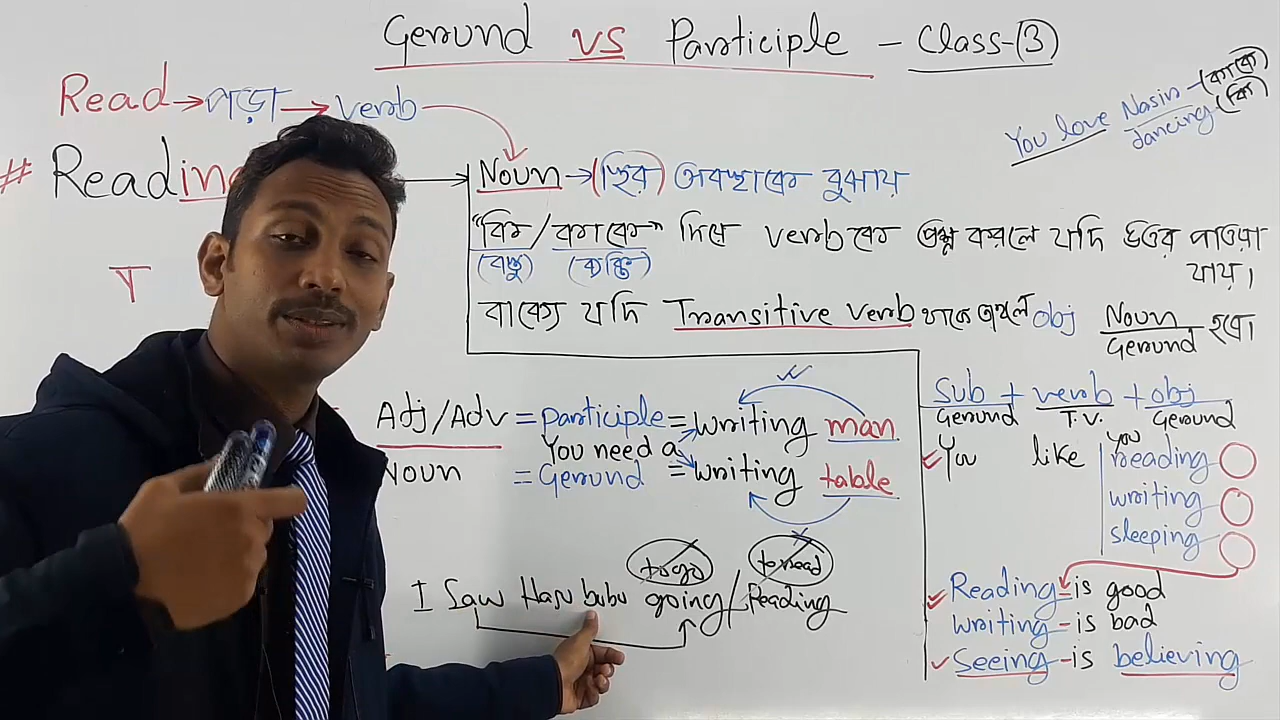 Gerund vs Participle - Class-(3)
Read → পড়া → verb
You love Nasin - (কাকে)
dancing - (কি)
# Reading
Noun → (স্থির) অবস্থাকে বুঝায়
"কি/কাকে" দিয়ে verb কে প্রশ্ন করলে যদি উত্তর পাওয়া
(বস্তু) (ব্যক্তি)
যায়।
T
বাক্যে যদি Transitive verb থাকে তাহলে obj Noun হবে।
Gerund
Sub + verb + obj
Gerund T.V. Gerund
Adj/Adv = Participle = writing man
You need a
Noun = Gerund = writing table
You like you reading
writing
sleeping
to go to read
I Saw Hasu bubu going / Reading
Reading - is good
writing - is bad
Seeing - is believing